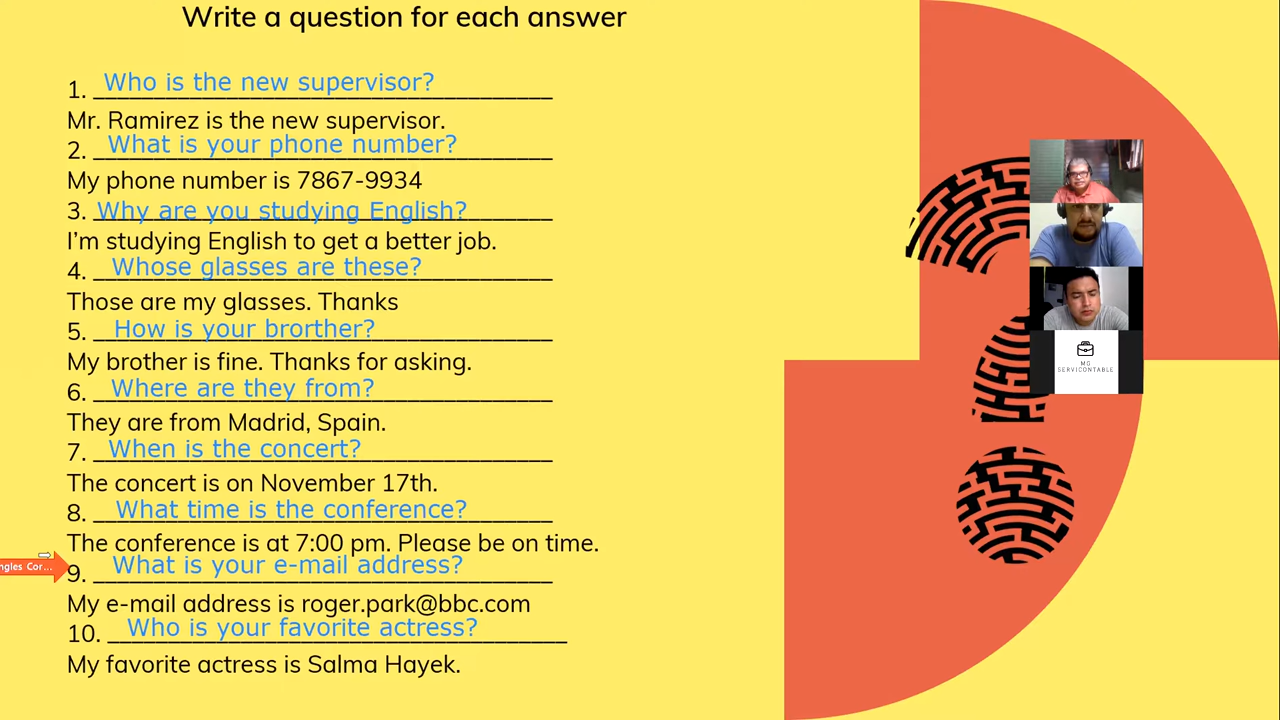 Write a question for each answer
1. Who is the new supervisor?
Mr. Ramirez is the new supervisor.
2. What is your phone number?
My phone number is 7867-9934
3. Why are you studying English?
I'm studying English to get a better job.
4. Whose glasses are these?
Those are my glasses. Thanks
5. How is your brorther?
My brother is fine. Thanks for asking.
6. Where are they from?
They are from Madrid, Spain.
7. When is the concert?
The concert is on November 17th.
8. What time is the conference?
The conference is at 7:00 pm. Please be on time.
ngles Cor...
9. What is your e-mail address?
My e-mail address is roger.park@bbc.com
10. Who is your favorite actress?
My favorite actress is Salma Hayek.
MG
SERVICONTABLE